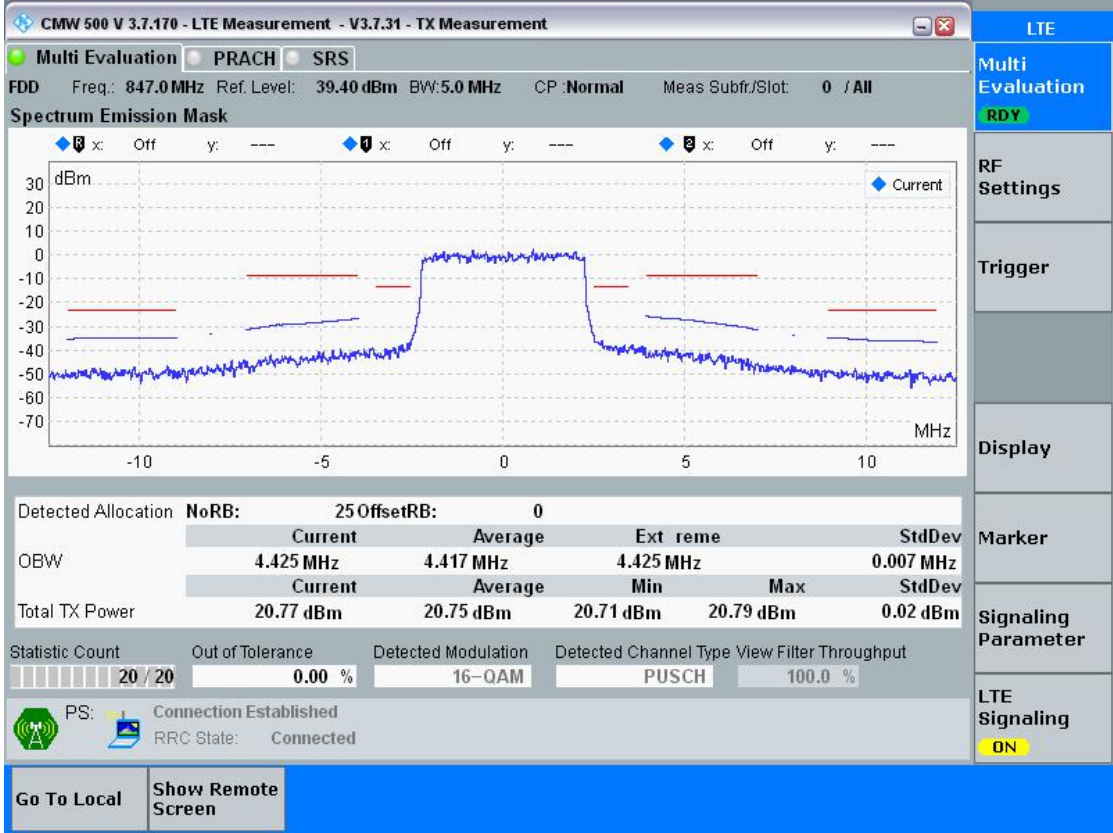 CMW 500 V 3.7.170 - LTE Measurement - V3.7.31 - TX Measurement
LTE
Multi Evaluation PRACH SRS
Multi Evaluation
RDY
FDD Freq.: 847.0 MHz Ref. Level: 39.40 dBm BW: 5.0 MHz CP : Normal Meas Subfr./Slot: 0 / All
Spectrum Emission Mask
R x: Off y: --- 1 x: Off y: --- 2 x: Off y: ---
dBm
Current
30
20
10
0
-10
-20
-30
-40
-50
-60
-70
MHz
-10 -5 0 5 10
RF Settings
Trigger
Display
Marker
Signaling Parameter
LTE Signaling
ON
Detected Allocation NoRB: 25 OffsetRB: 0
Current Average Ext reme StdDev
OBW 4.425 MHz 4.417 MHz 4.425 MHz 0.007 MHz
Current Average Min Max StdDev
Total TX Power 20.77 dBm 20.75 dBm 20.71 dBm 20.79 dBm 0.02 dBm
Statistic Count Out of Tolerance Detected Modulation Detected Channel Type View Filter Throughput
20 / 20 0.00 % 16-QAM PUSCH 100.0 %
PS: Connection Established
RRC State: Connected
Go To Local
Show Remote Screen